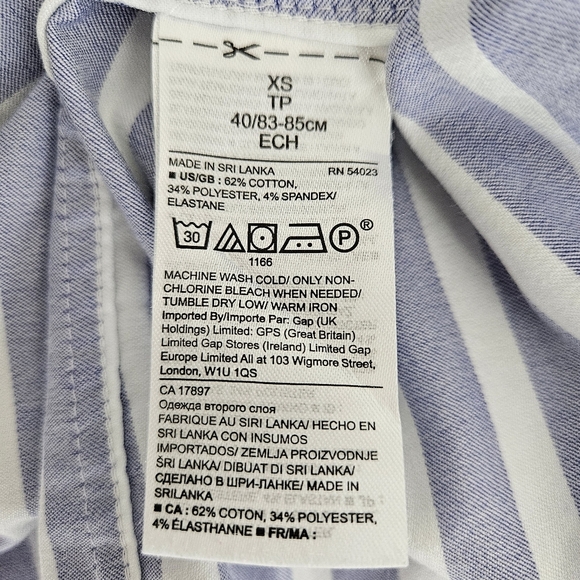 XS
TP
40/83-85см
ECH
MADE IN SRI LANKA RN 54023
■ US/GB : 62% COTTON,
34% POLYESTER, 4% SPANDEX/
ELASTANE
30 P ®
1166
MACHINE WASH COLD/ ONLY NON-
CHLORINE BLEACH WHEN NEEDED/
TUMBLE DRY LOW/ WARM IRON
Imported By/Importe Par: Gap (UK
Holdings) Limited: GPS (Great Britain)
Limited Gap Stores (Ireland) Limited Gap
Europe Limited All at 103 Wigmore Street,
London, W1U 1QS
CA 17897
Одежда второго слоя
FABRIQUE AU SIRI LANKA/ HECHO EN
SRI LANKA CON INSUMOS
IMPORTADOS/ ZEMLJA PROIZVODNJE
ŠRI LANKA/ DIBUAT DI SRI LANKA/
СДЕЛАНО В ШРИ-ЛАНКЕ/ MADE IN
SRILANKA
■ CA : 62% COTON, 34% POLYESTER,
4% ÉLASTHANNE ■ FR/MA :